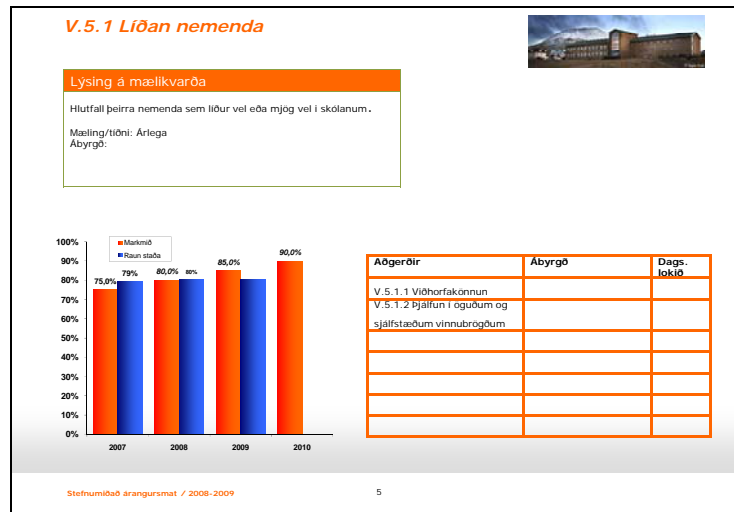 V.5.1 Líðan nemenda
Lýsing á mælikvarða
Hlutfall þeirra nemenda sem líður vel eða mjög vel i skólanum.
Mæling/tíðni: Árlega
Ábyrgð:
Markmið
Raun staða
100%
90%
80%
70%
60%
50%
40%
30%
20%
10%
0%
75,0% 79% 80,0% 80% 85,0% 90,0%
2007 2008 2009 2010
Aðgerðir Ábyrgð Dags.
lokið
V.5.1.1 Viðhorfakönnun
V.5.1.2 Þjálfun i oguðum og
sjálfstæðum vinnubrögðum
Stefnumiðað árangursmat / 2008-2009 5